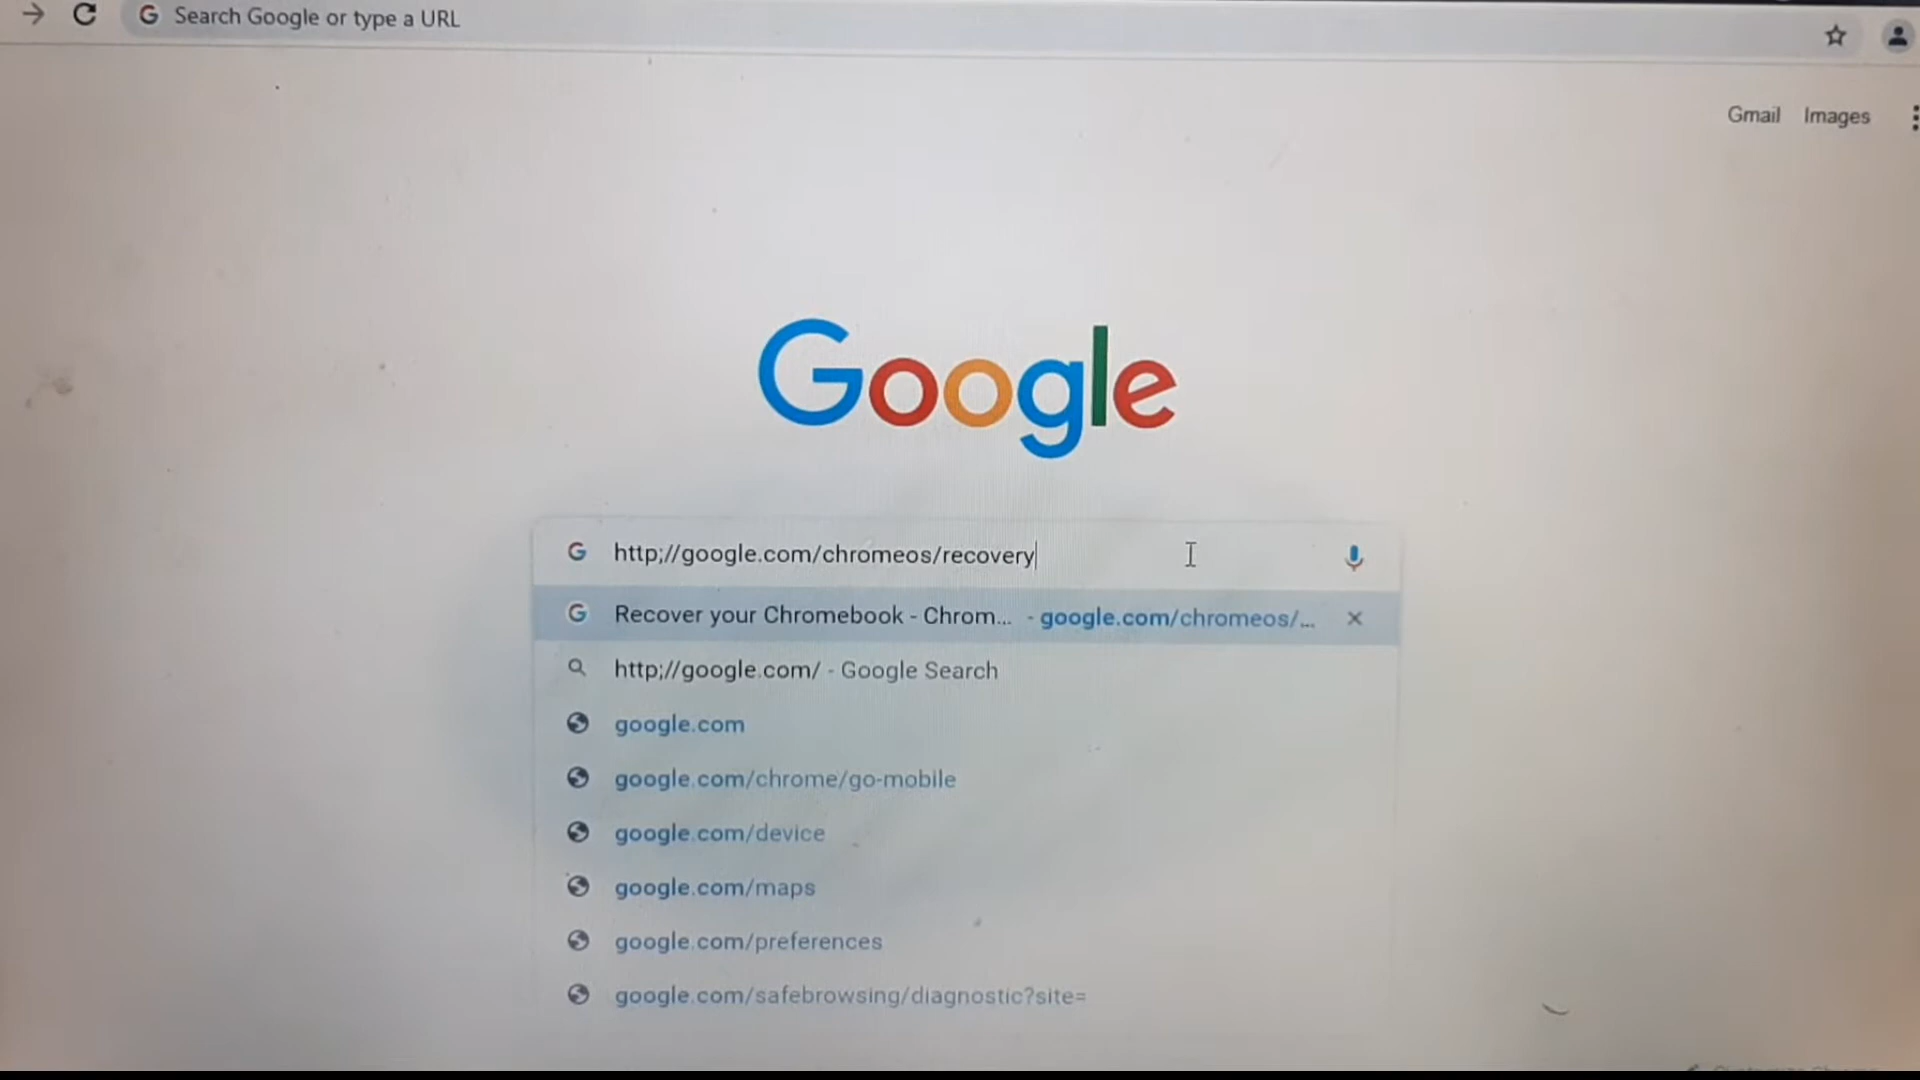 Search Google or type a URL
Gmail Images
Google
http;//google.com/chromeos/recovery
Recover your Chromebook - Chrom... - google.com/chromeos/...
http;//google.com/ - Google Search
google.com
google.com/chrome/go-mobile
google.com/device
google.com/maps
google.com/preferences
google.com/safebrowsing/diagnostic?site=